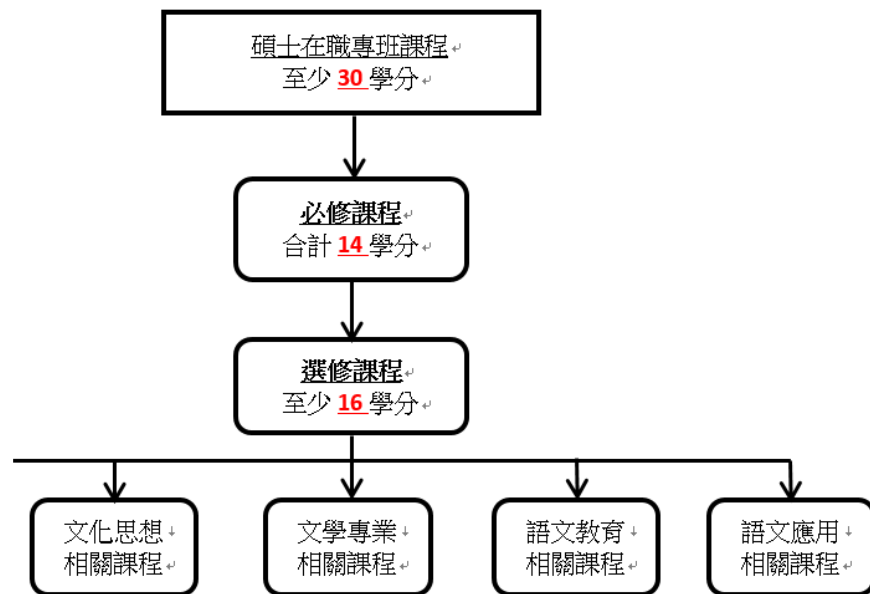 碩士在職專班課程
至少 30 學分
必修課程
合計 14 學分
選修課程
至少 16 學分
文化思想
相關課程
文學專業
相關課程
語文教育
相關課程
語文應用
相關課程